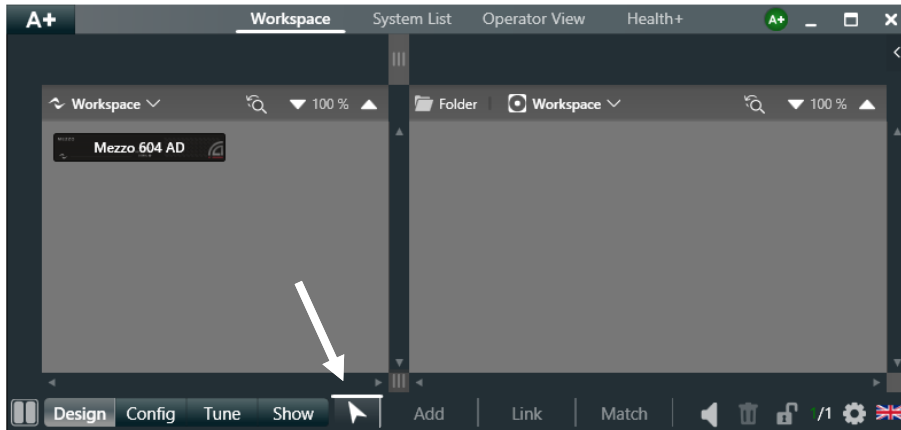 A+ Workspace System List Operator View Health+ A+
Workspace 100 % Folder Workspace 100 %
MEZZO
Mezzo 604 AD
Design Config Tune Show Add Link Match 1/1